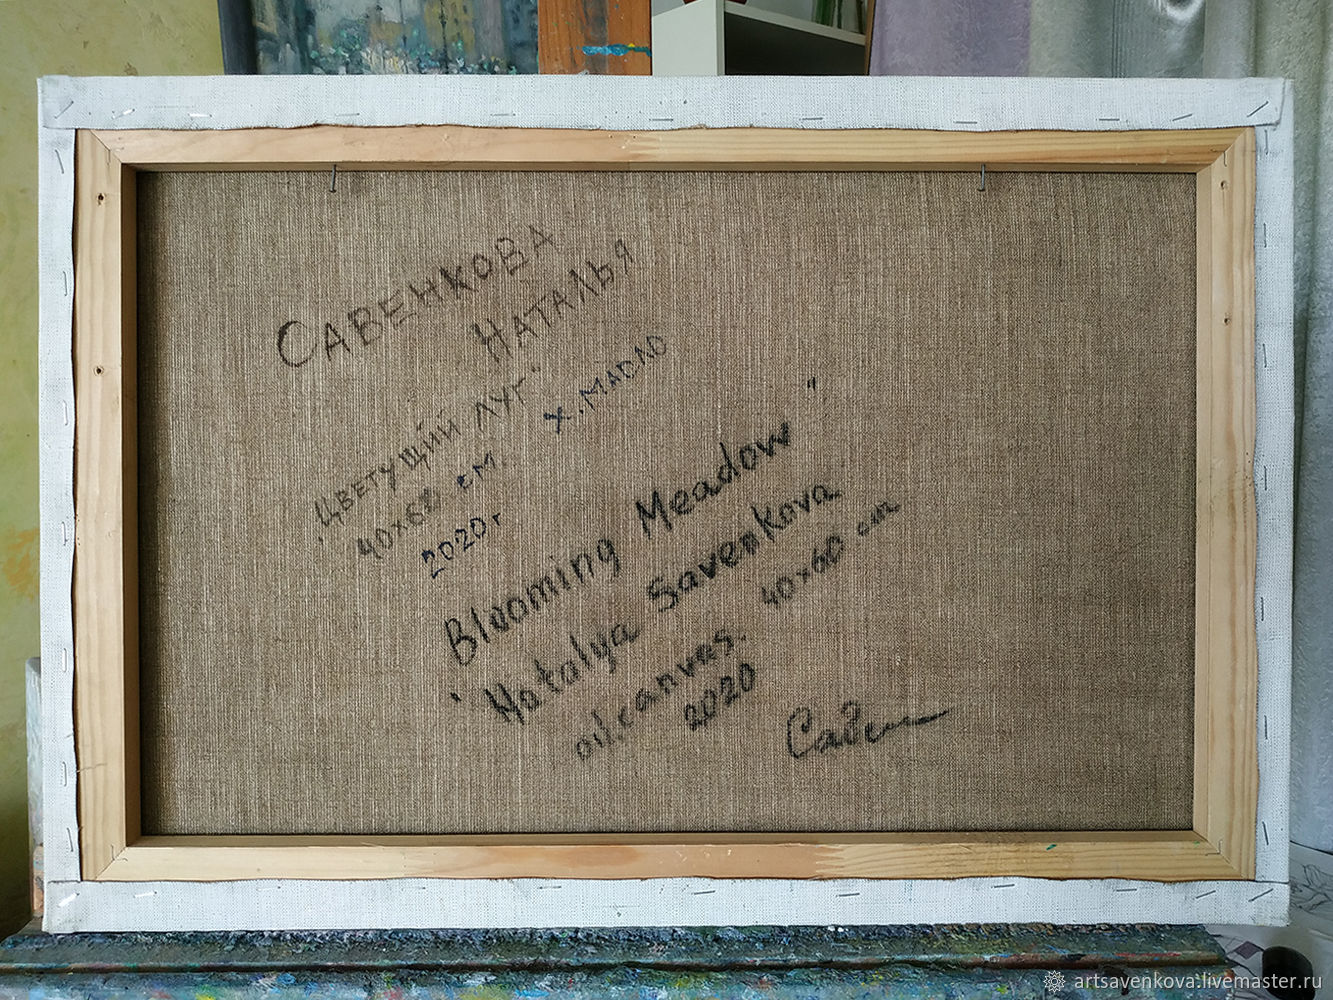 САВЕНКОВА
НАТАЛЬЯ
"ЦВЕТУЩИЙ ЛУГ"
40x60 см. х. МАСЛО
2020 г
"Blooming Meadow"
Natalya Savenkova
oil, canvas. 40x60 cm
2020
artsavenkova.livemaster.ru